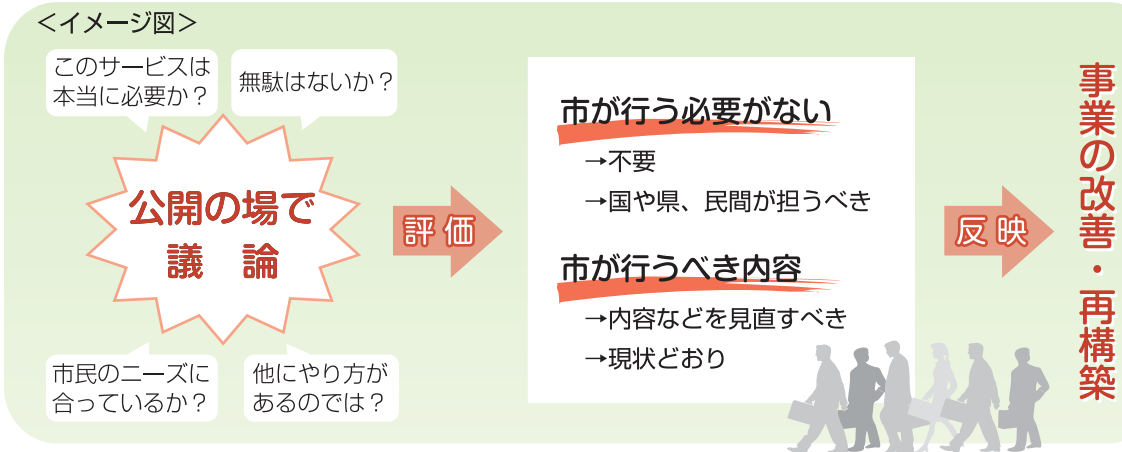 ＜イメージ図＞
このサービスは
本当に必要か？
無駄はないか？
公開の場で
議 論
市民のニーズに
合っているか？
他にやり方が
あるのでは？
評 価
市が行う必要がない
→不要
→国や県、民間が担うべき
市が行うべき内容
→内容などを見直すべき
→現状どおり
反 映
事業の改善・再構築